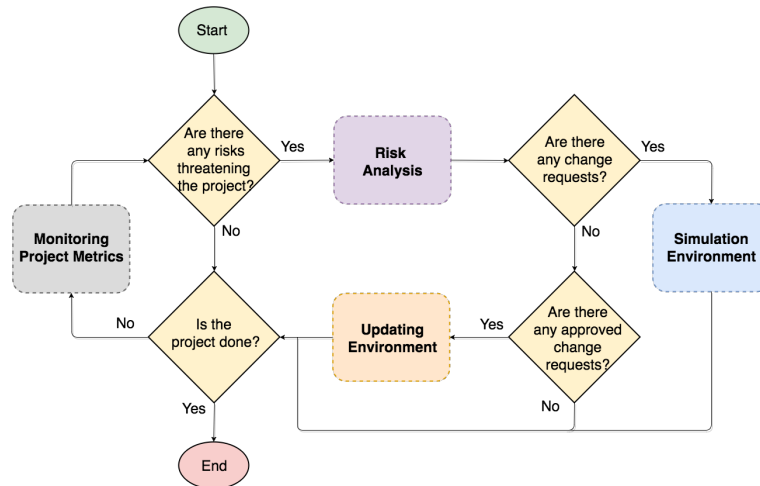 Start
Are there
any risks
threatening
the project?
Yes
Risk
Analysis
Are there
any change
requests?
Yes
No
No
Monitoring
Project Metrics
Simulation
Environment
Is the
project done?
No
Updating
Environment
Yes
Are there
any approved
change
requests?
Yes
No
End